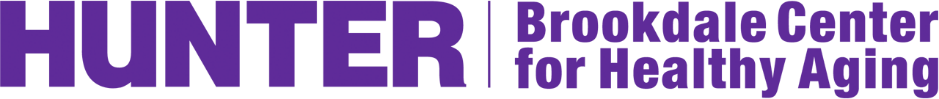 HUNTER
Brookdale Center
for Healthy Aging